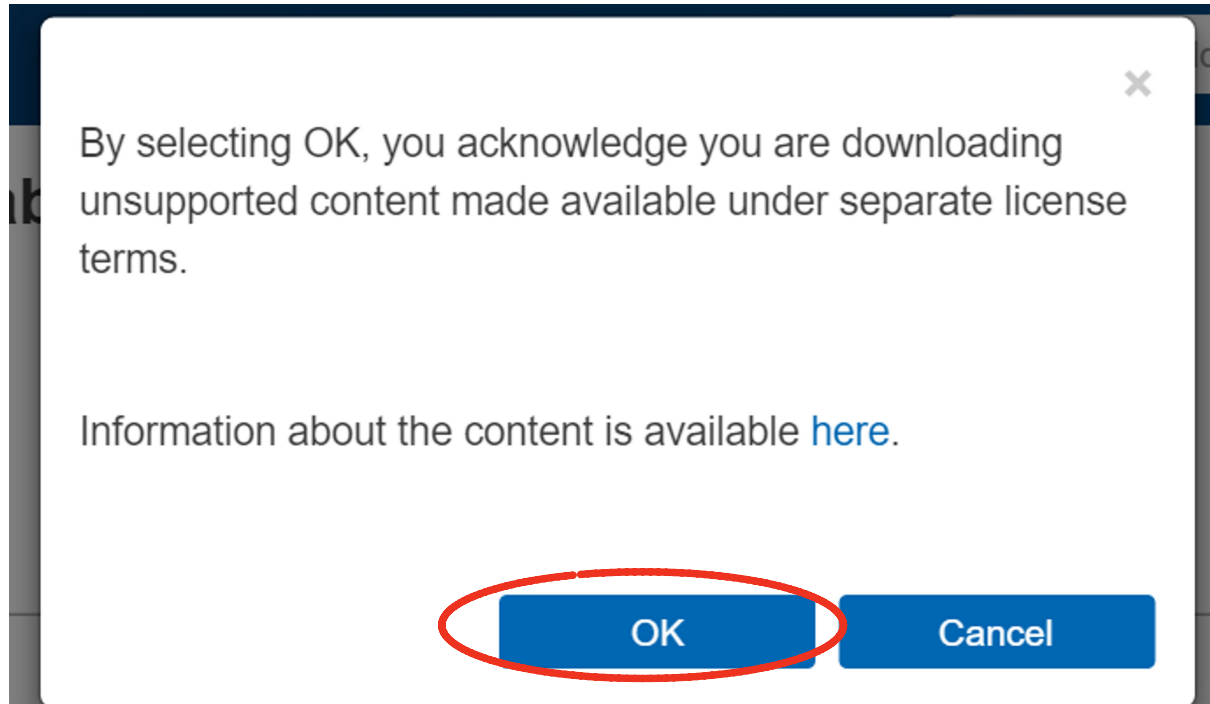 ×
By selecting OK, you acknowledge you are downloading
unsupported content made available under separate license
terms.
Information about the content is available here.
OK
Cancel